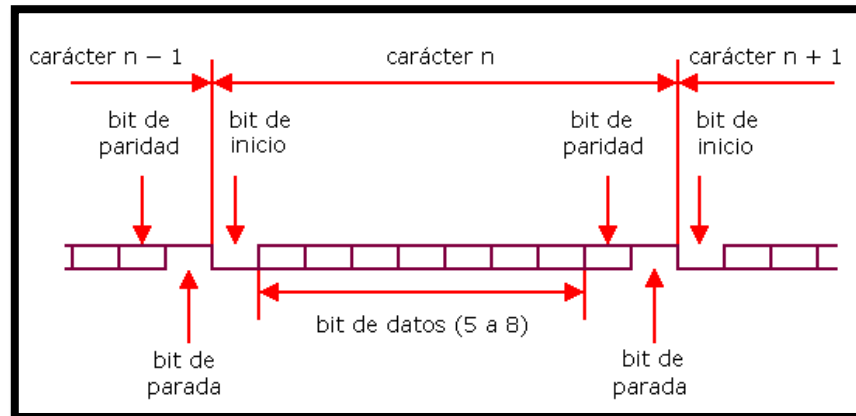 carácter n − 1
carácter n
carácter n + 1
bit de
paridad
bit de
inicio
bit de
paridad
bit de
inicio
bit de datos (5 a 8)
bit de
parada
bit de
parada